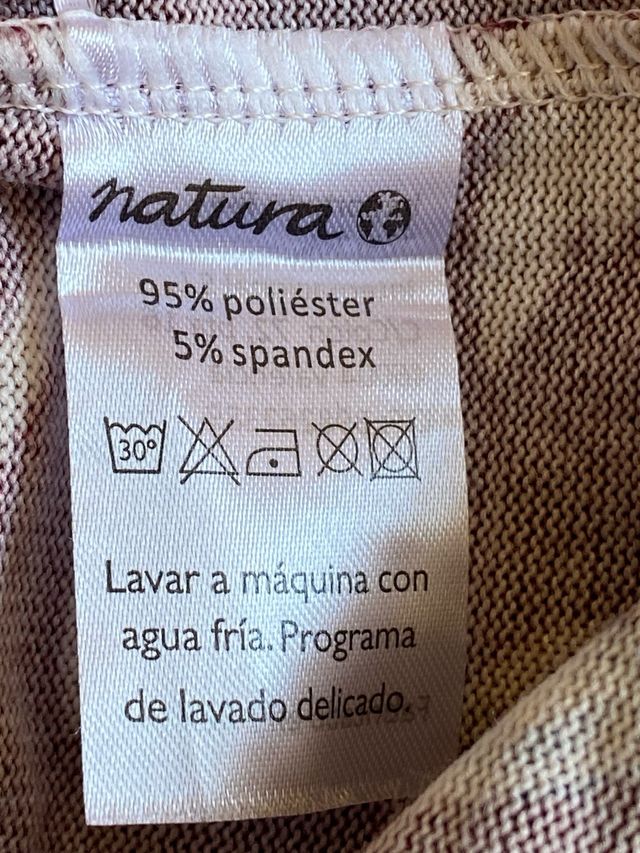 natura
95% poliéster
5% spandex
30°
Lavar a máquina con
agua fría. Programa
de lavado delicado.